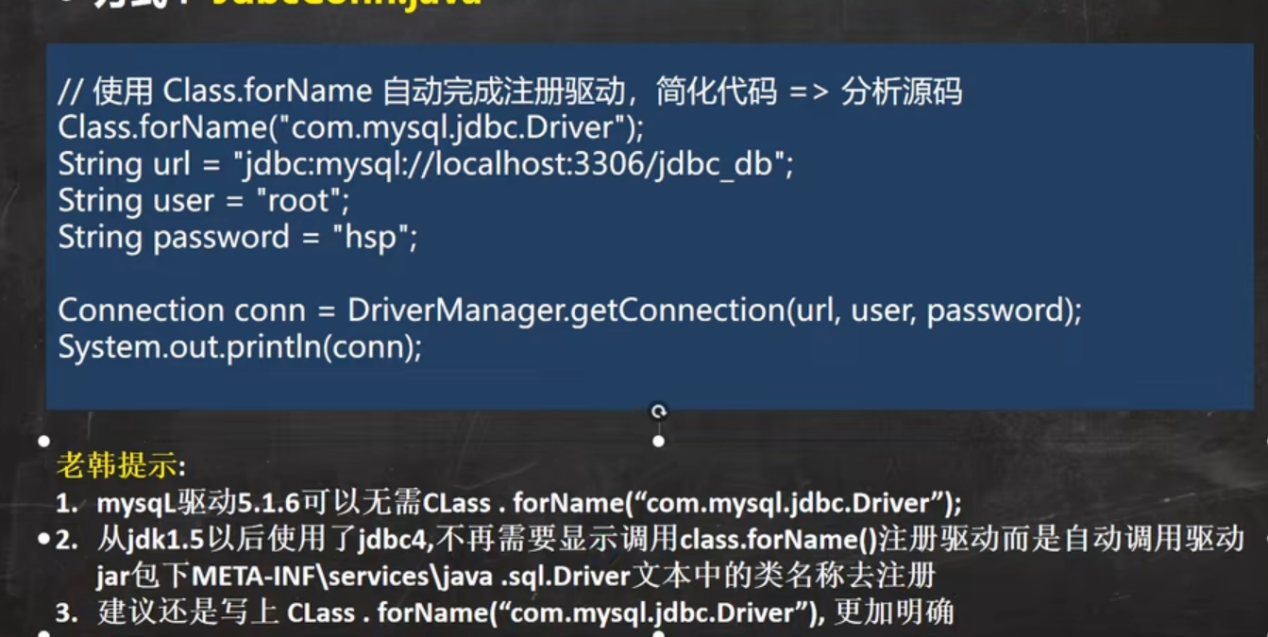 // 使用 Class.forName 自动完成注册驱动，简化代码 => 分析源码
Class.forName("com.mysql.jdbc.Driver");
String url = "jdbc:mysql://localhost:3306/jdbc_db";
String user = "root";
String password = "hsp";
Connection conn = DriverManager.getConnection(url, user, password);
System.out.println(conn);
老韩提示:
1. mysqL驱动5.1.6可以无需CLass . forName(“com.mysql.jdbc.Driver”);
2. 从jdk1.5以后使用了jdbc4,不再需要显示调用class.forName()注册驱动而是自动调用驱动
jar包下META-INF\services\java .sql.Driver文本中的类名称去注册
3. 建议还是写上 CLass . forName(“com.mysql.jdbc.Driver”), 更加明确